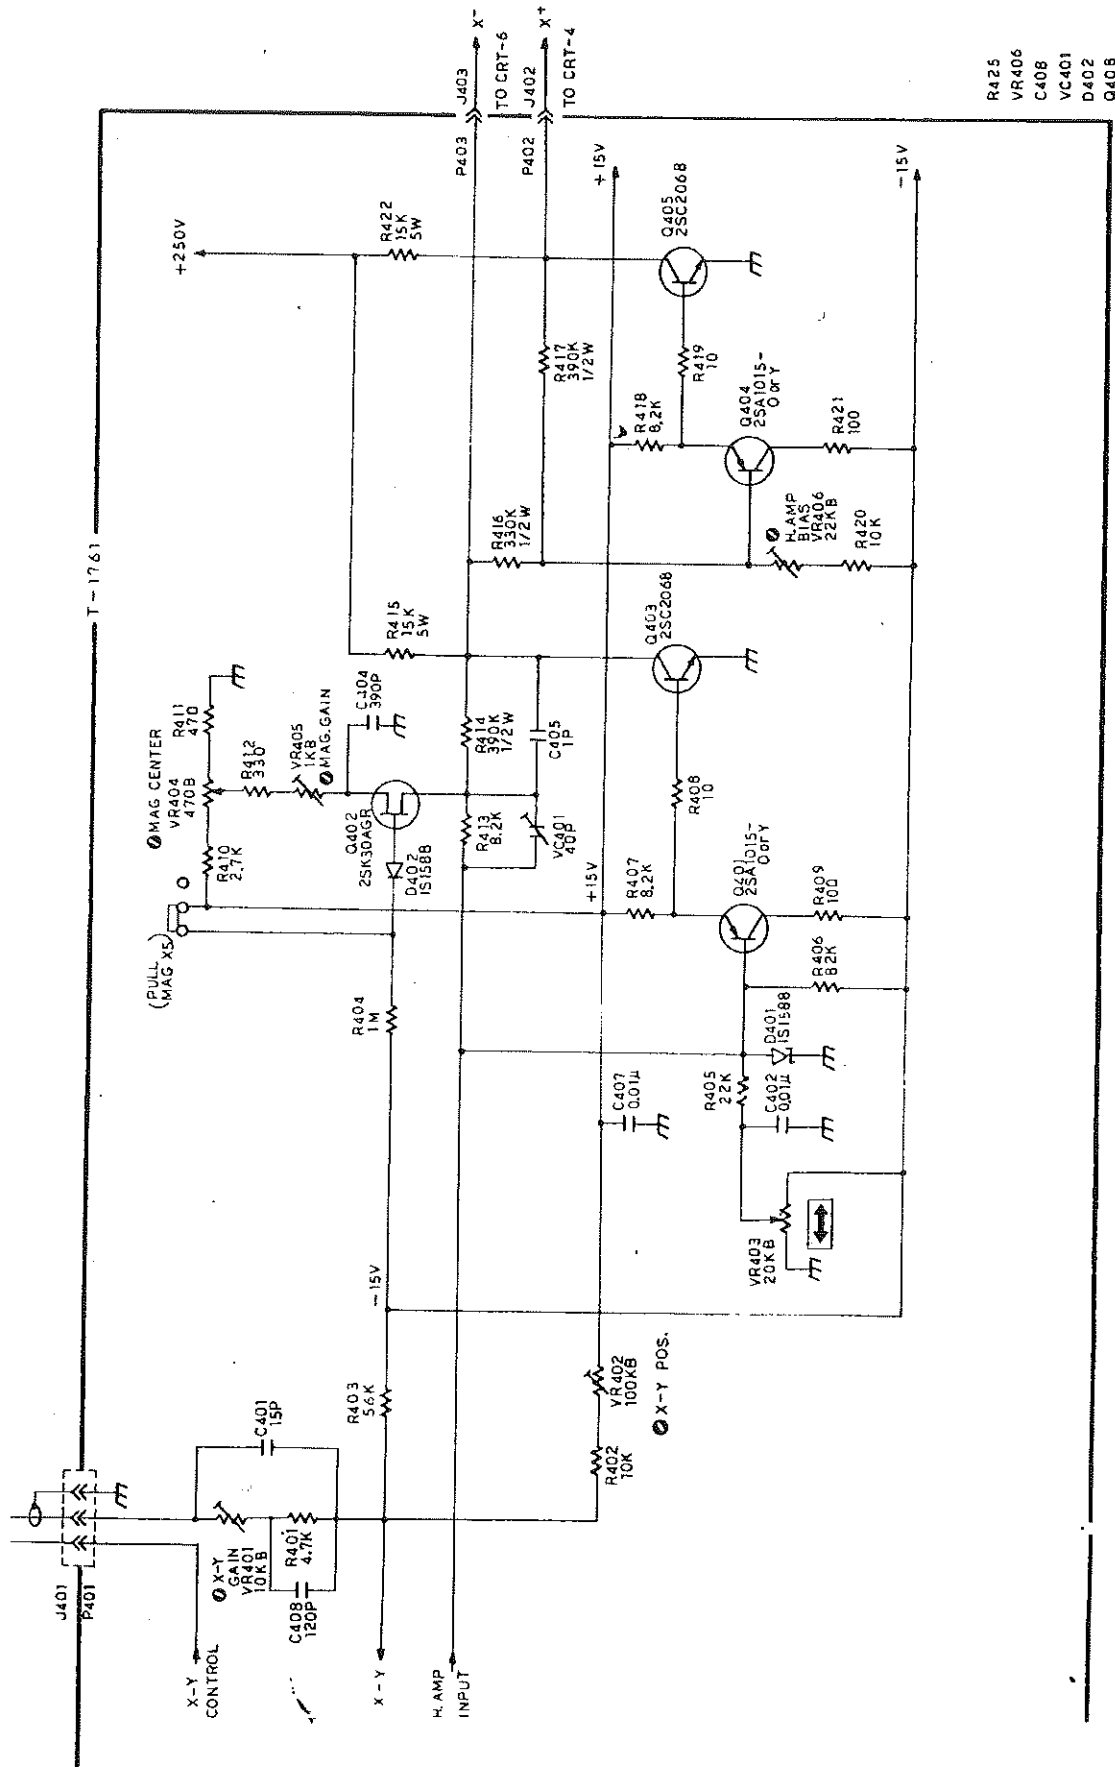 T-1761
J401
P401
X-Y
CONTROL
X-Y
GAIN
VR401
10KB
C401
15P
R401
4.7K
C408
120P
X-Y
H.AMP
INPUT
R403
56K
-15V
R402
10K
VR402
100KB
X-Y POS.
R404
1M
(PULL
MAG X5)
MAG CENTER
VR404
470B
R410
2.7K
R411
470
R412
330
VR405
1KB
MAG.GAIN
C404
390P
Q402
2SK30AGR
D402
1S1588
R413
8.2K
R414
390K
1/2W
VC401
40P
C405
1P
R415
15K
5W
+250V
R422
15K
5W
P403
J403
X-
TO CRT-6
P402
J402
X+
TO CRT-4
R416
330K
1/2W
R417
390K
1/2W
+15V
+15V
C407
0.01μ
R407
8.2K
R408
10
Q403
2SC2068
R418
8.2K
R419
10
Q405
2SC2068
Q404
2SA1015-
O or Y
R421
100
H.AMP
BIAS
VR406
22KB
R420
10K
Q401
2SA1015-
O or Y
R409
100
R406
82K
D401
1S1588
R405
22K
C402
0.01μ
VR403
20KB
-15V
R425
VR406
C408
VC401
D402
Q408